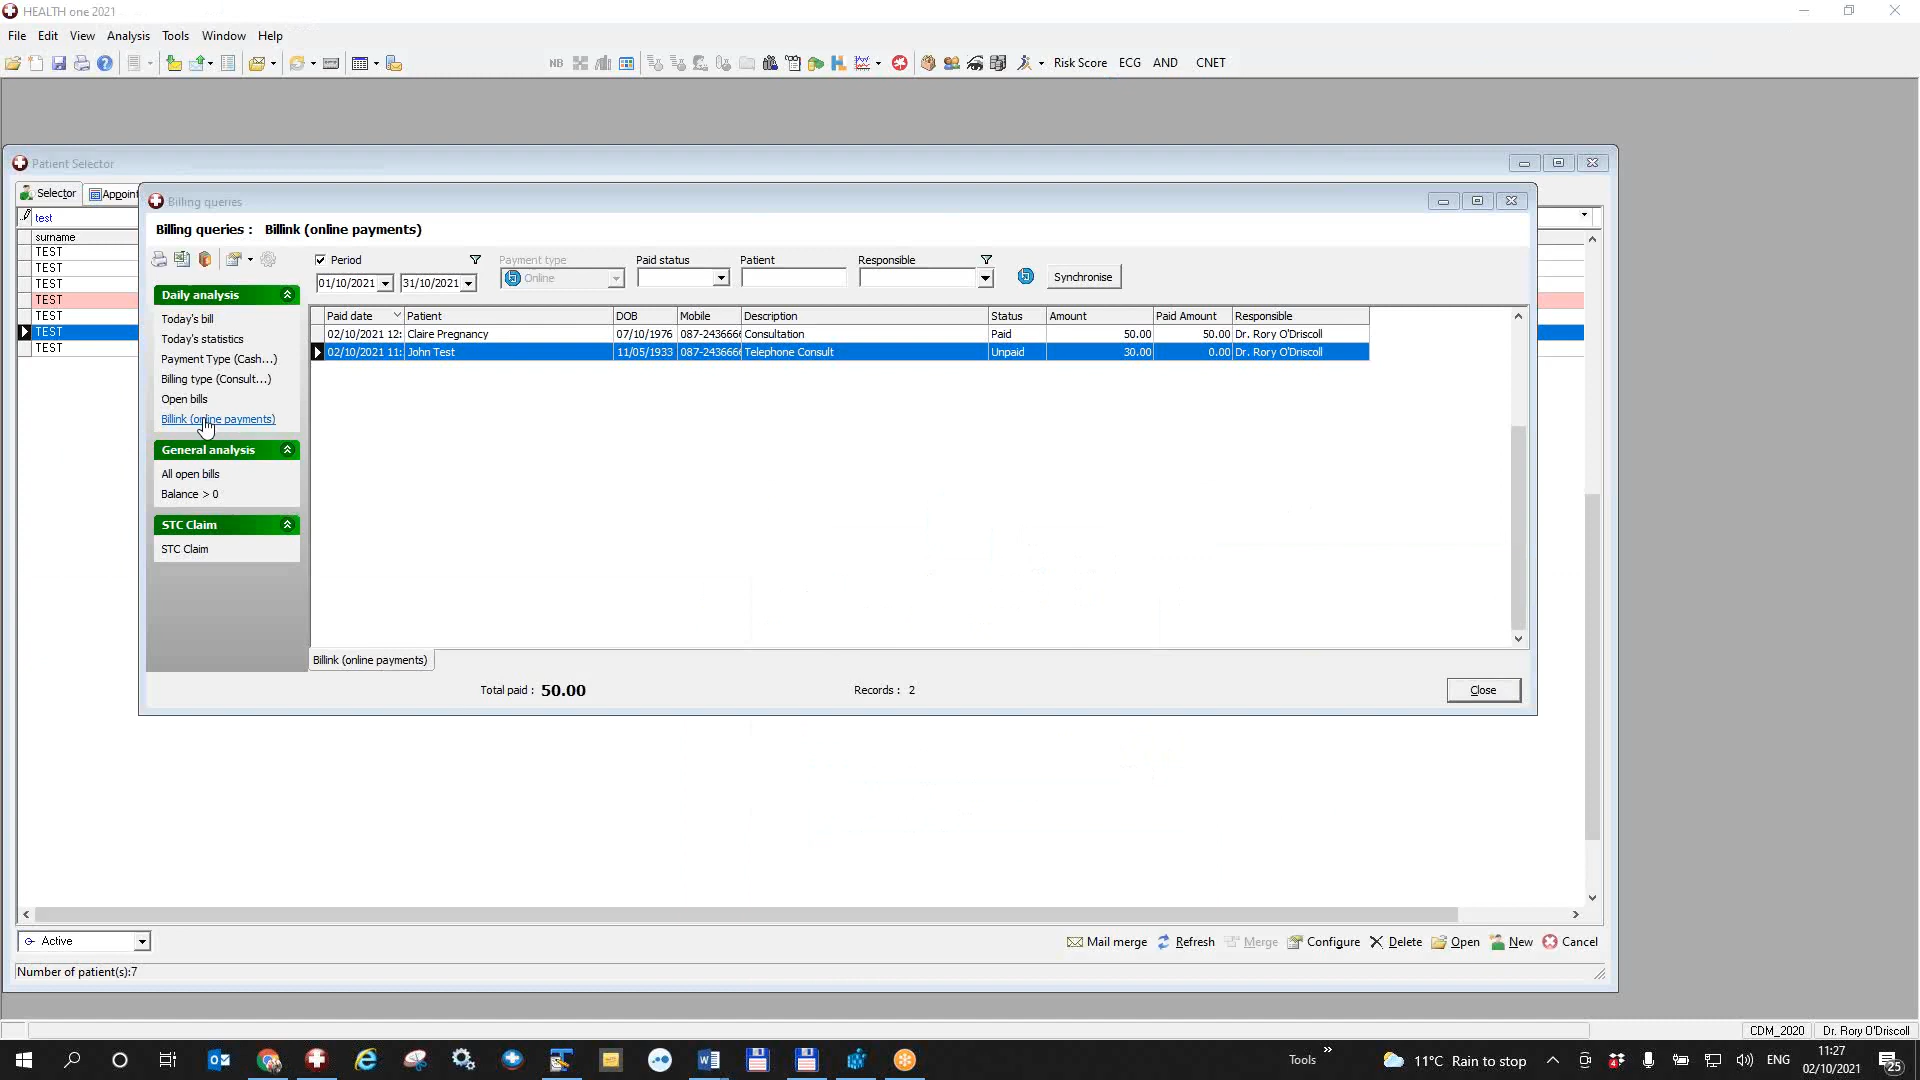 HEALTH one 2021
File Edit View Analysis Tools Window Help
NB Risk Score ECG AND CNET
Patient Selector
Selector Appoint
test
surname
TEST
TEST
TEST
TEST
TEST
TEST
TEST
Billing queries
Billing queries : Billink (online payments)
Period Payment type Paid status Patient Responsible
01/10/2021 31/10/2021 Online Synchronise
Daily analysis
Today's bill
Today's statistics
Payment Type (Cash...)
Billing type (Consult...)
Open bills
Billink (online payments)
General analysis
All open bills
Balance > 0
STC Claim
STC Claim
Paid date Patient DOB Mobile Description Status Amount Paid Amount Responsible
02/10/2021 12: Claire Pregnancy 07/10/1976 087-2436666 Consultation Paid 50.00 50.00 Dr. Rory O'Driscoll
02/10/2021 11: John Test 11/05/1933 087-2436666 Telephone Consult Unpaid 30.00 0.00 Dr. Rory O'Driscoll
Billink (online payments)
Total paid : 50.00 Records : 2 Close
Active Mail merge Refresh Merge Configure Delete Open New Cancel
Number of patient(s):7
CDM_2020 Dr. Rory O'Driscoll
Tools » 11°C Rain to stop ENG 11:27
02/10/2021 25